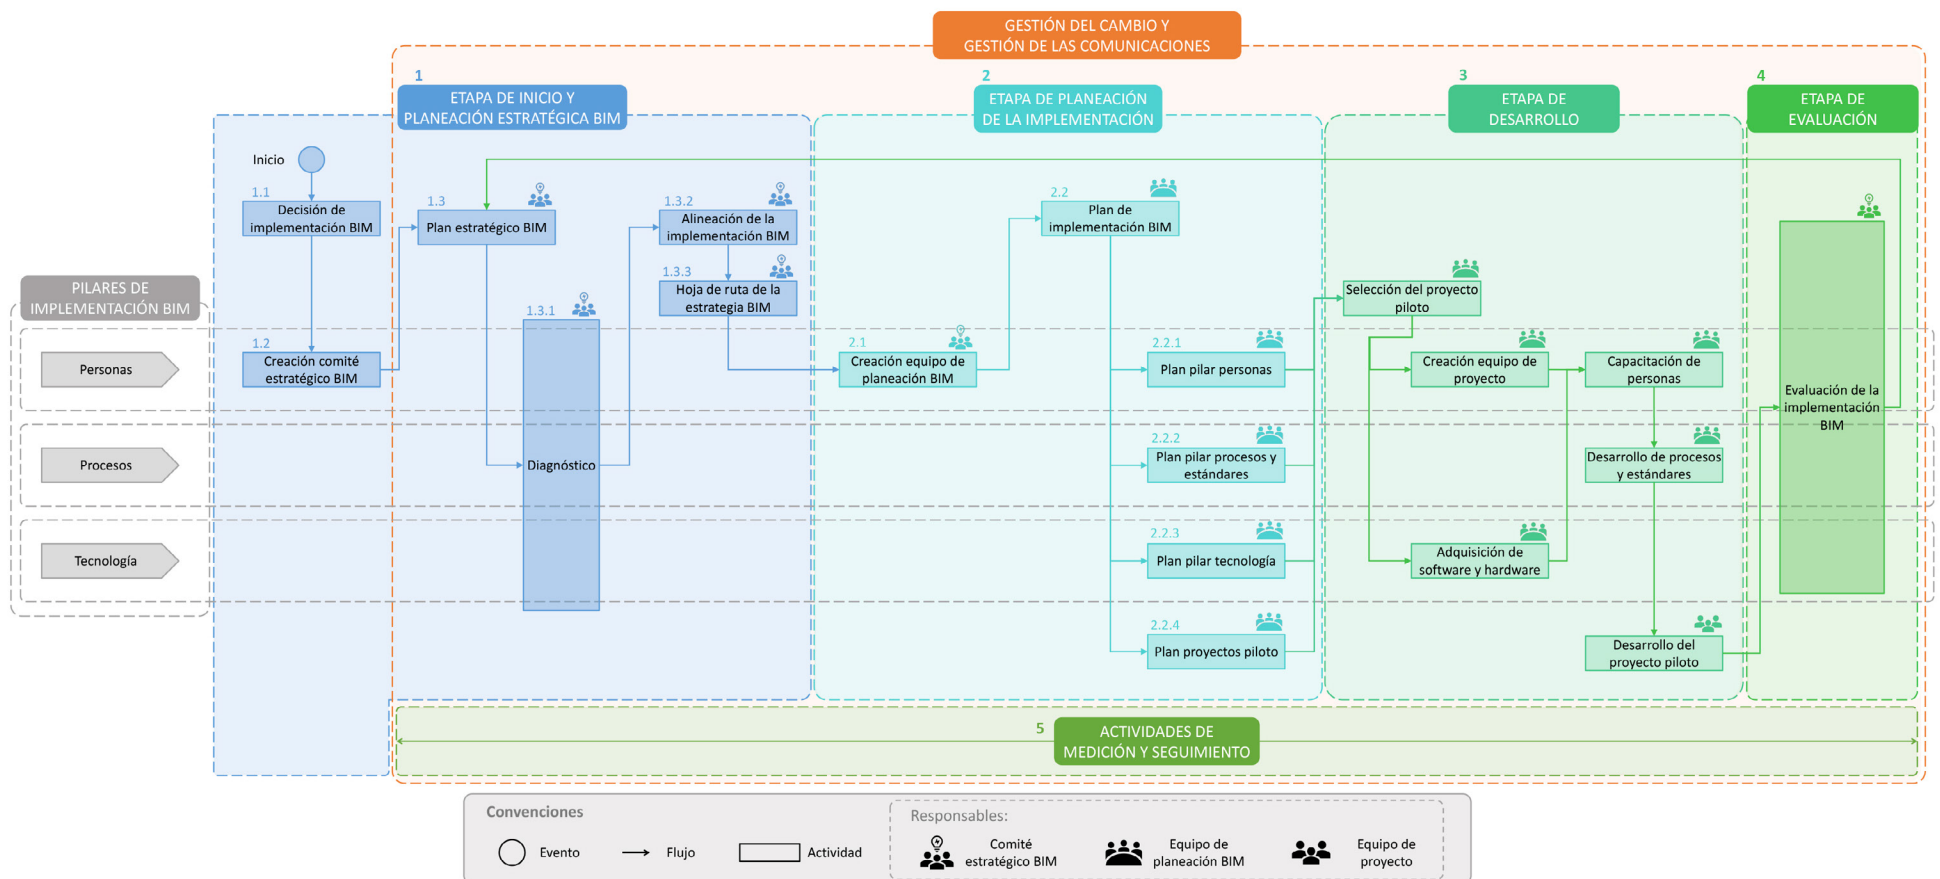 GESTIÓN DEL CAMBIO Y
GESTIÓN DE LAS COMUNICACIONES
1
ETAPA DE INICIO Y
PLANEACIÓN ESTRATÉGICA BIM
2
ETAPA DE PLANEACIÓN
DE LA IMPLEMENTACIÓN
3
ETAPA DE
DESARROLLO
4
ETAPA DE
EVALUACIÓN
PILARES DE
IMPLEMENTACIÓN BIM
Personas
Procesos
Tecnología
Inicio
1.1
Decisión de
implementación BIM
1.2
Creación comité
estratégico BIM
1.3
Plan estratégico BIM
1.3.1
Diagnóstico
1.3.2
Alineación de la
implementación BIM
1.3.3
Hoja de ruta de la
estrategia BIM
2.1
Creación equipo de
planeación BIM
2.2
Plan de
implementación BIM
2.2.1
Plan pilar personas
2.2.2
Plan pilar procesos y
estándares
2.2.3
Plan pilar tecnología
2.2.4
Plan proyectos piloto
Selección del proyecto
piloto
Creación equipo de
proyecto
Capacitación de
personas
Desarrollo de procesos
y estándares
Adquisición de
software y hardware
Desarrollo del
proyecto piloto
Evaluación de la
implementación
BIM
5
ACTIVIDADES DE
MEDICIÓN Y SEGUIMIENTO
Convenciones
Evento
Flujo
Actividad
Responsables:
Comité
estratégico BIM
Equipo de
planeación BIM
Equipo de
proyecto